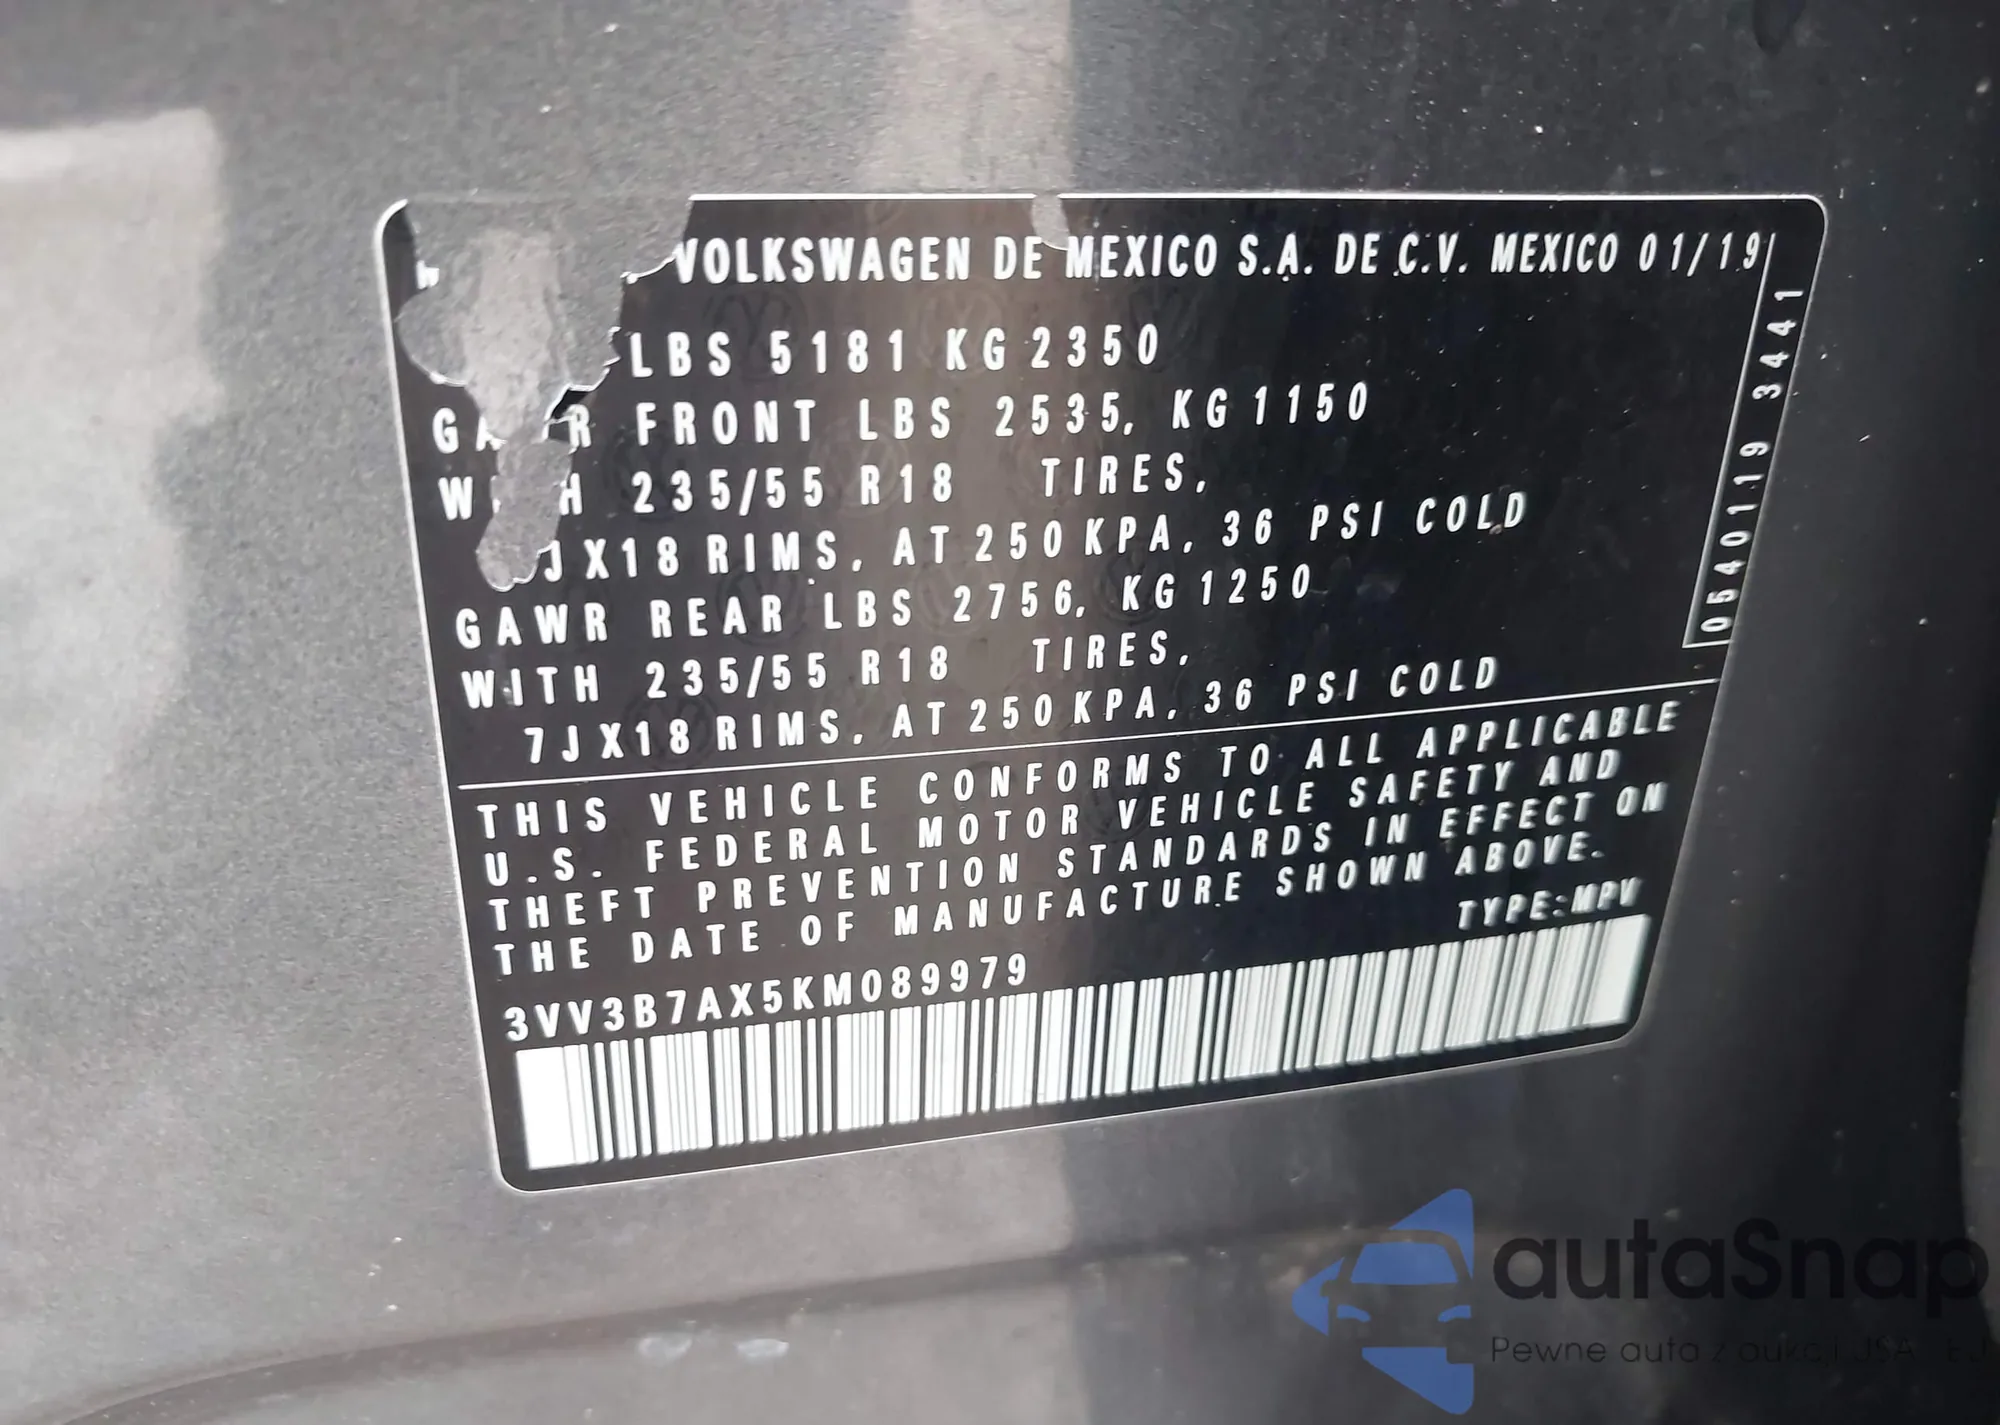 VOLKSWAGEN DE MEXICO S.A. DE C.V. MEXICO 01/19
LBS 5181 KG 2350
FRONT LBS 2535, KG 1150
235/55 R18 TIRES,
JX18 RIMS, AT 250 KPA, 36 PSI COLD
GAWR REAR LBS 2756, KG 1250
WITH 235/55 R18 TIRES,
7JX18 RIMS, AT 250 KPA, 36 PSI COLD
0540119 3441
THIS VEHICLE CONFORMS TO ALL APPLICABLE
U.S. FEDERAL MOTOR VEHICLE SAFETY AND
THEFT PREVENTION STANDARDS IN EFFECT ON
THE DATE OF MANUFACTURE SHOWN ABOVE.
TYPE:MPV
3VV3B7AX5KM089979
autaSnap
Pewne auta z aukcji USA